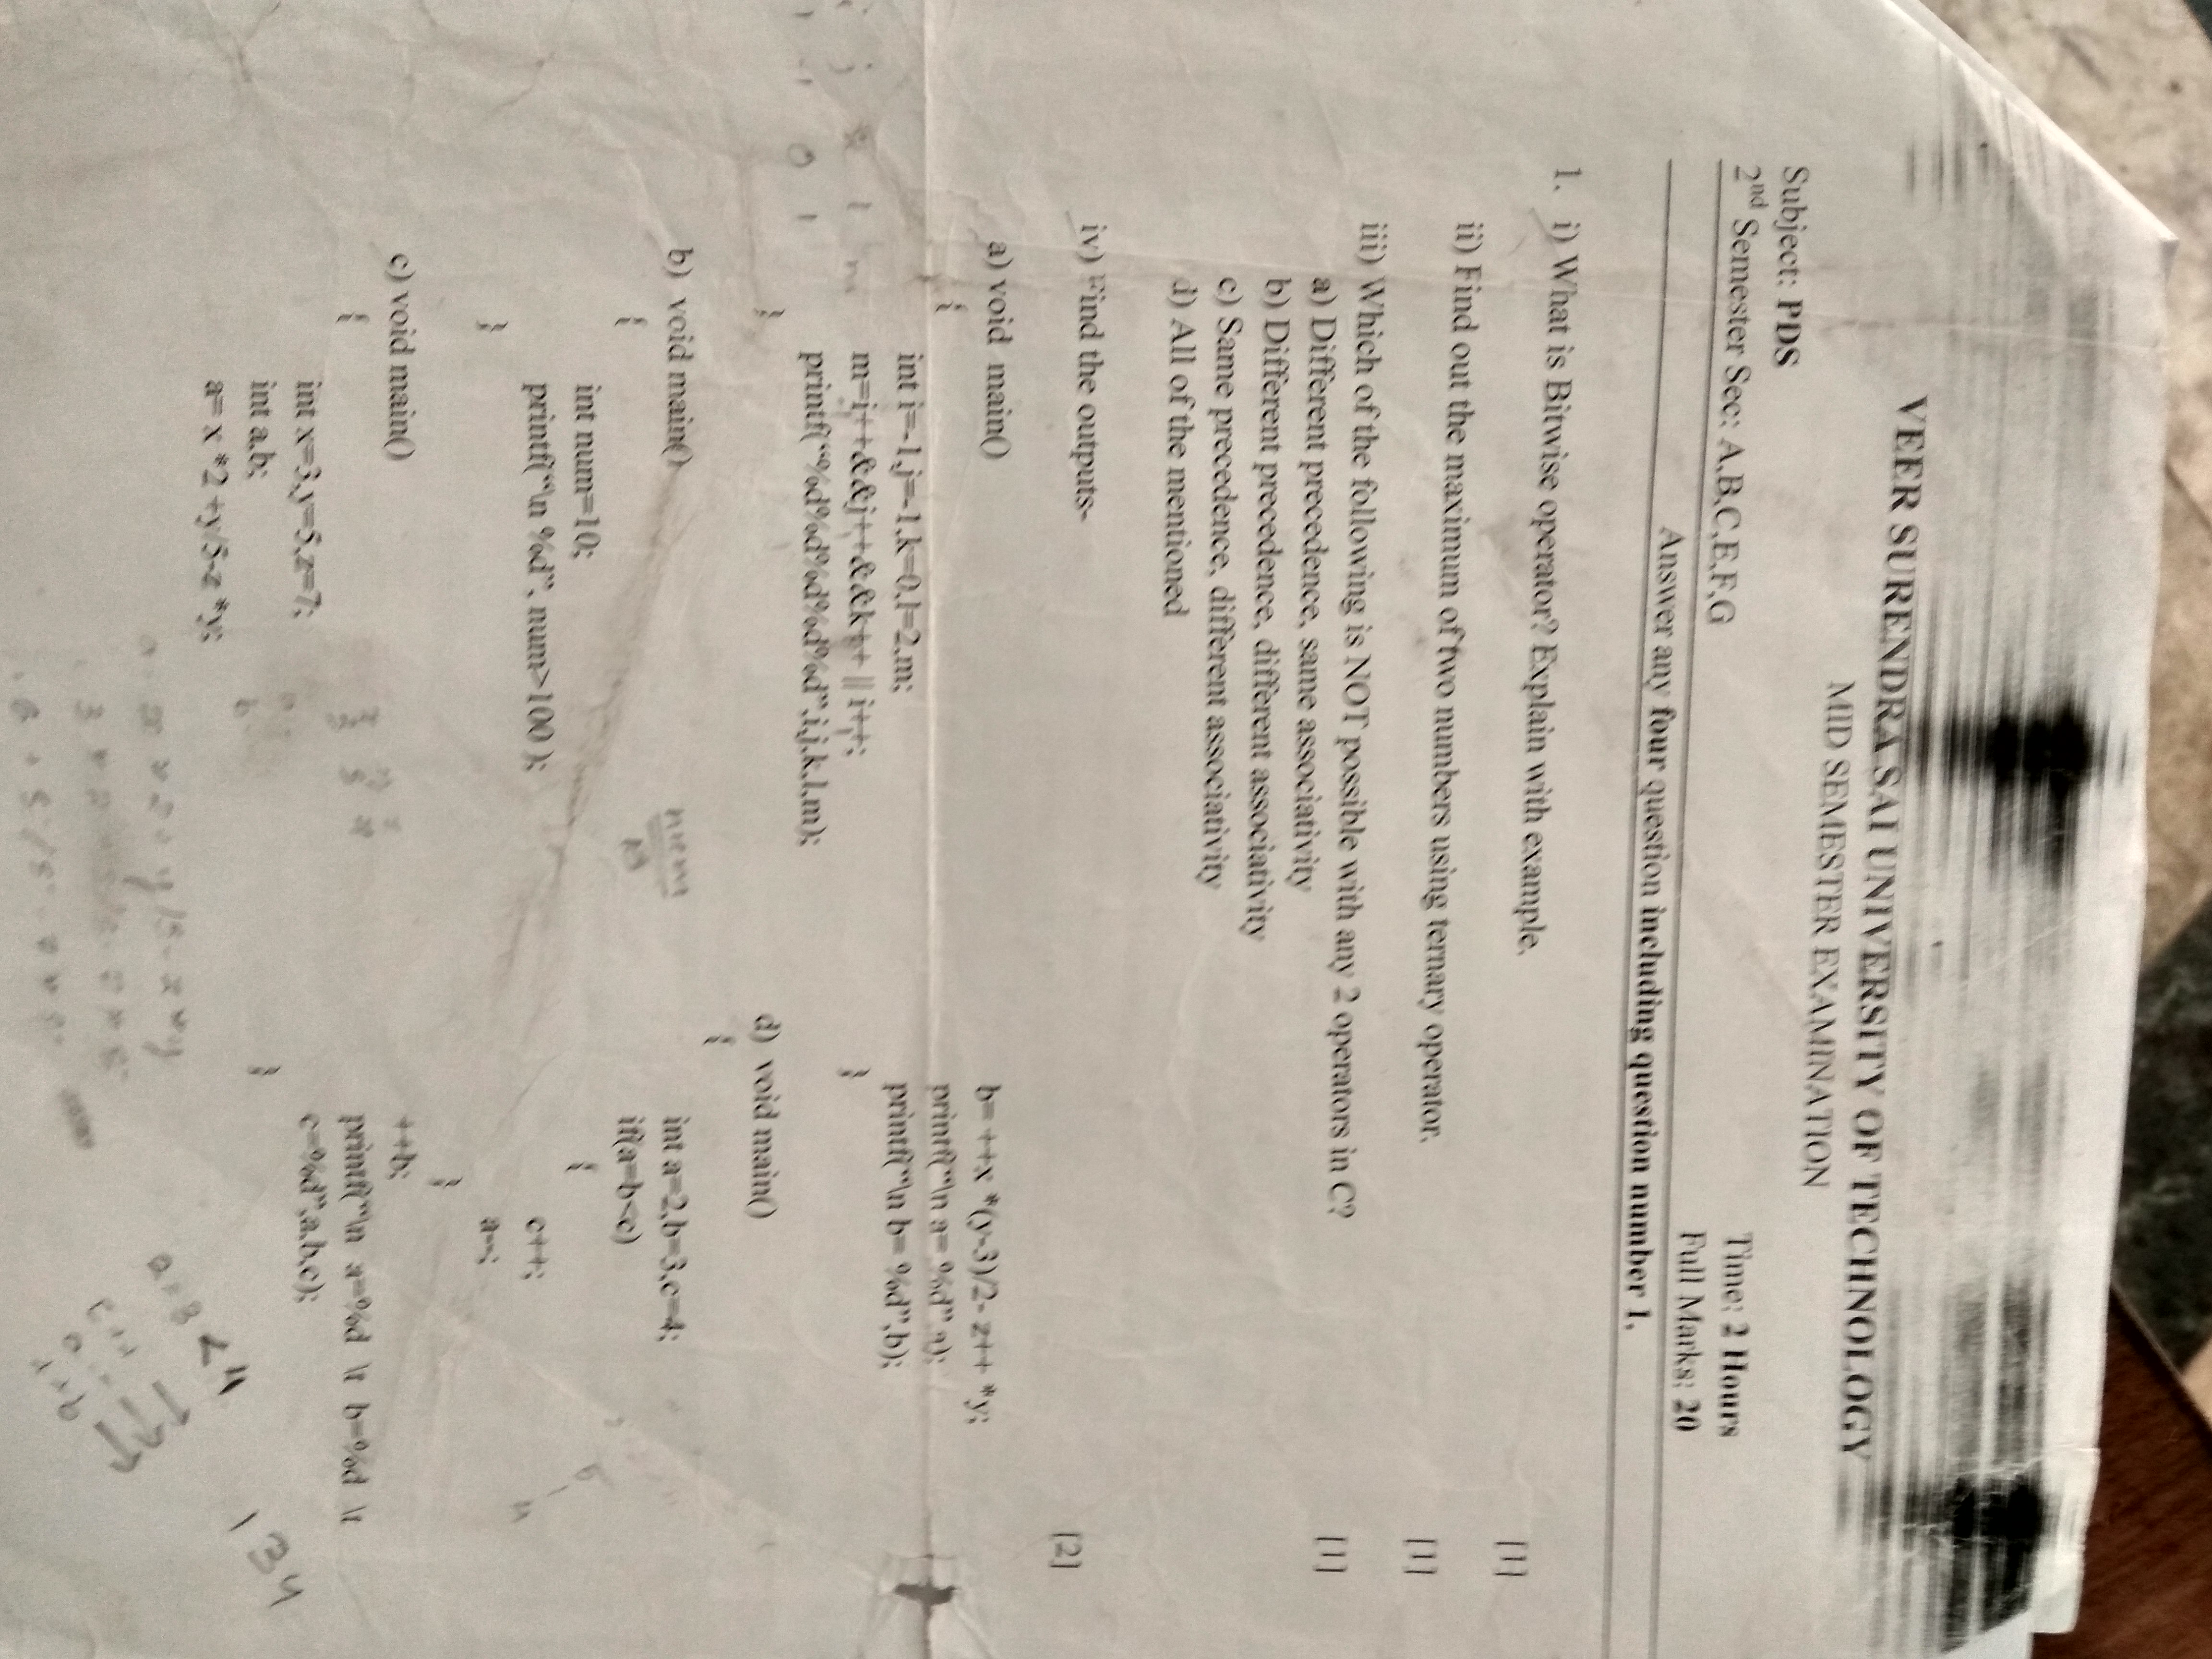 VEER SURENDRA SAI UNIVERSITY OF TECHNOLOGY
MID SEMESTER EXAMINATION
Subject: PDS
2nd Semester Sec: A,B,C,E,F,G
Time: 2 Hours
Full Marks: 20
Answer any four question including question number 1.
1. i) What is Bitwise operator? Explain with example. [1]
ii) Find out the maximum of two numbers using ternary operator. [1]
iii) Which of the following is NOT possible with any 2 operators in C? [1]
a) Different precedence, same associativity
b) Different precedence, different associativity
c) Same precedence, different associativity
d) All of the mentioned
iv) Find the outputs- [2]
a) void main()
{
int i=-1,j=-1,k=0,l=2,m;
m=i++&&j++&&k++ || i++;
printf("%d%d%d%d%d",i,j,k,l,m);
}
b) void main()
{
int num=10;
printf("\n %d", num>100 );
}
c) void main()
{
int x=3,y=5,z=7;
int a,b;
a= x *2 +y/5-z *y;
b= ++x *(y-3)/2- z++ *y;
printf("\n a= %d",a);
printf("\n b= %d",b);
}
d) void main()
{
int a=2,b=3,c=4;
if(a=b<c)
{
c++;
a--;
}
++b;
printf("\n a=%d \t b=%d \t
c=%d",a,b,c);
}
1 3 4